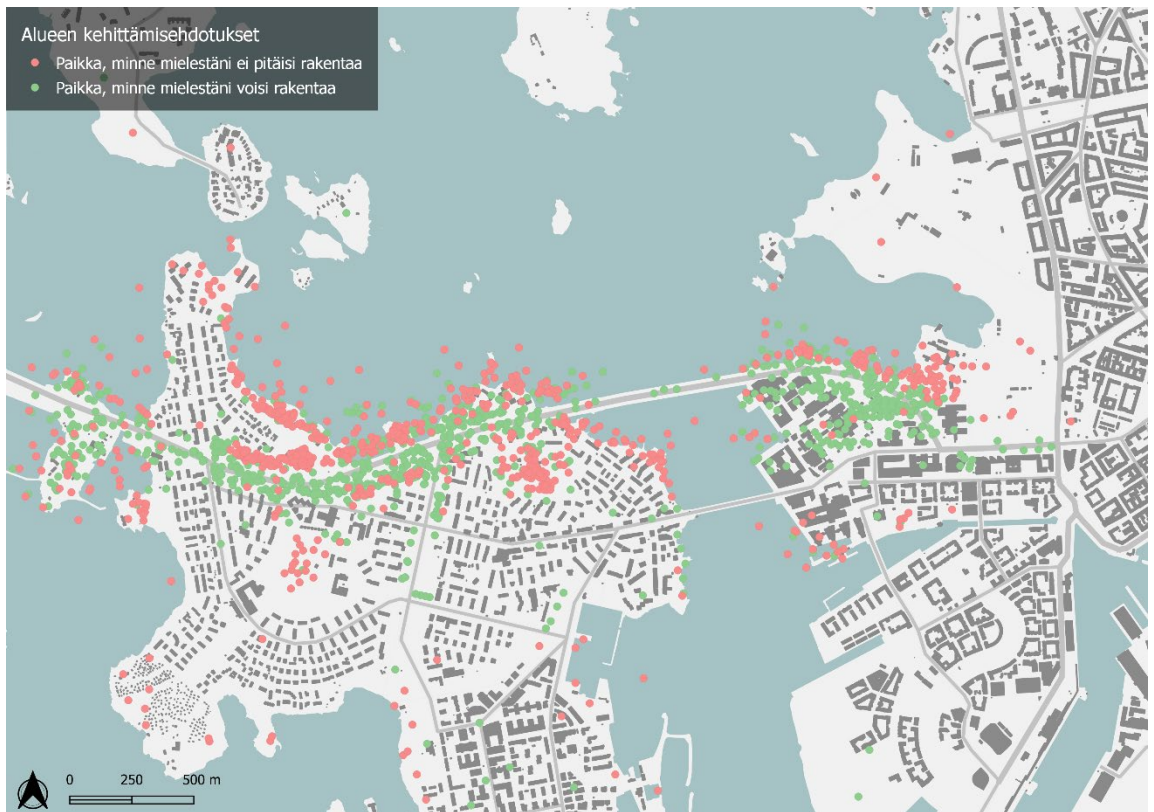 Alueen kehittämisehdotukset
Paikka, minne mielestäni ei pitäisi rakentaa
Paikka, minne mielestäni voisi rakentaa
0 250 500 m